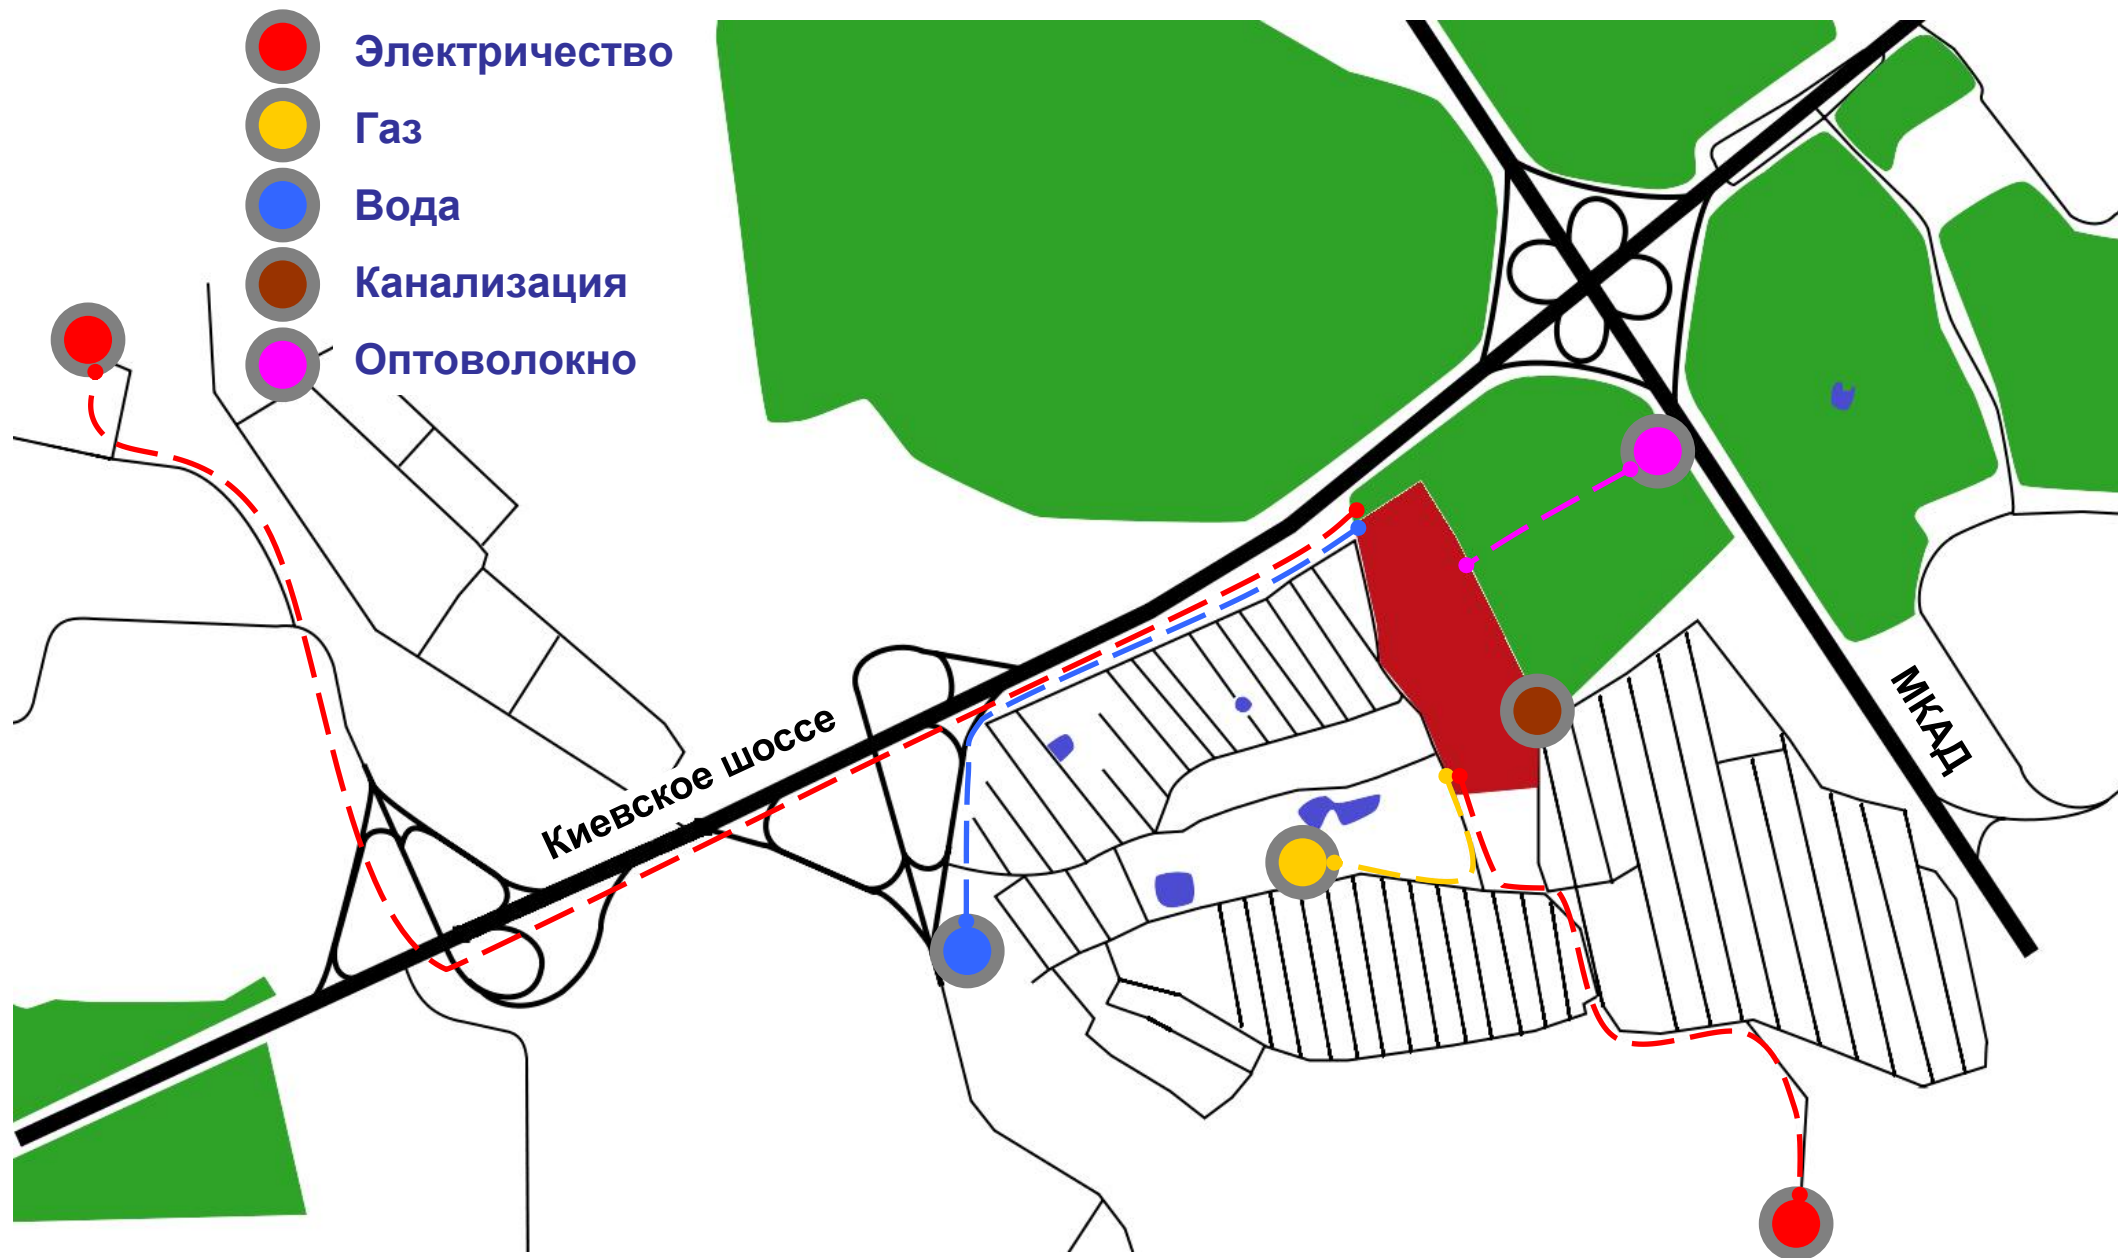 Электричество
Газ
Вода
Канализация
Оптоволокно
Киевское шоссе
МКАД